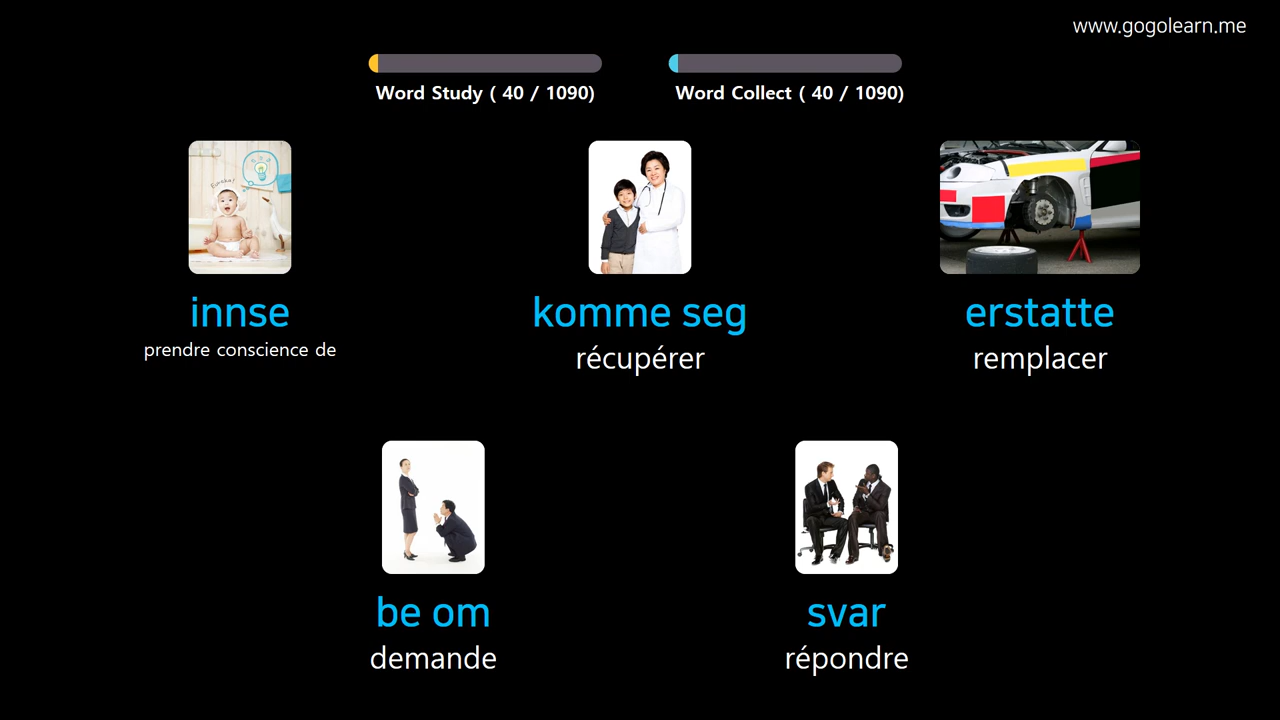 www.gogolearn.me
Word Study ( 40 / 1090)
Word Collect ( 40 / 1090)
Eureka!
innse
prendre conscience de
komme seg
récupérer
erstatte
remplacer
be om
demande
svar
répondre